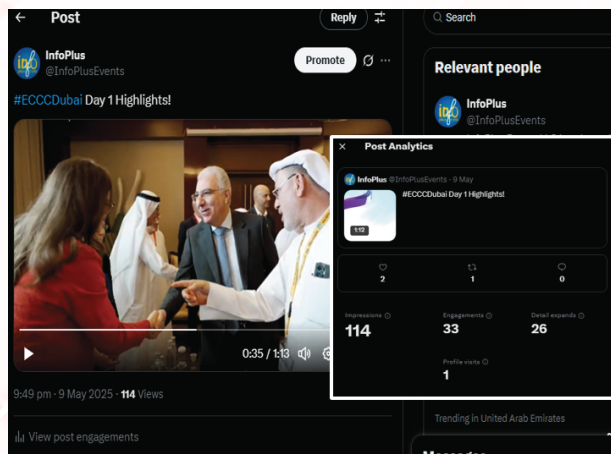 Post
Reply
Search
InfoPlus
@InfoPlusEvents
Promote
#ECCCDubai Day 1 Highlights!
0:35 / 1:13
9:49 pm · 9 May 2025 · 114 Views
View post engagements
Relevant people
InfoPlus
@InfoPlusEvents
Post Analytics
InfoPlus @InfoPlusEvents · 9 May
#ECCCDubai Day 1 Highlights!
1:12
2
1
0
Impressions
Engagements
Detail expands
114
33
26
Profile visits
1
Trending in United Arab Emirates